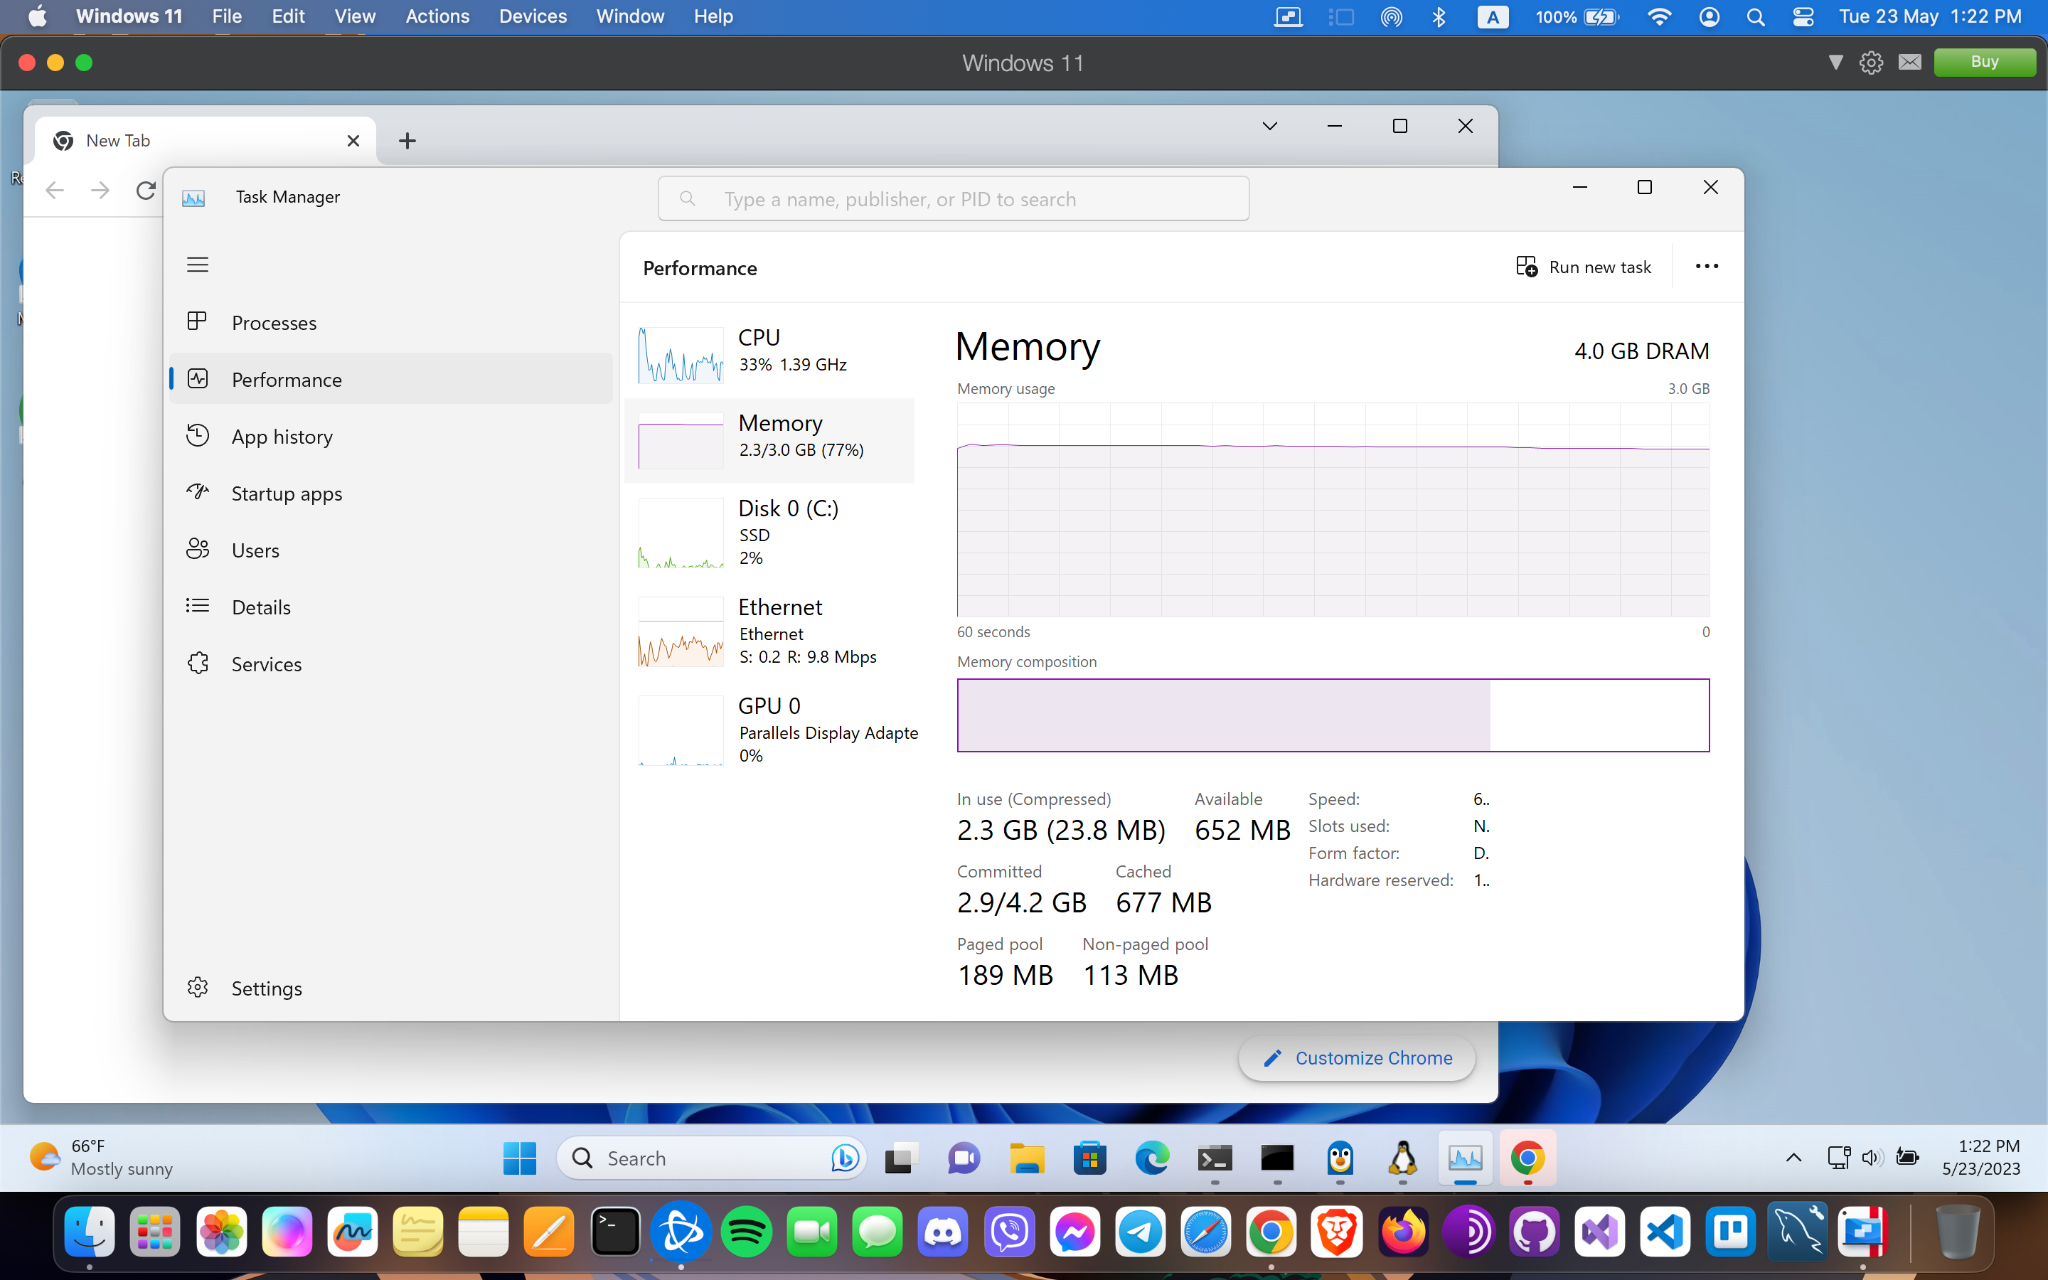 Windows 11 File Edit View Actions Devices Window Help
A 100% Tue 23 May 1:22 PM
Windows 11
Buy
New Tab
Task Manager
Type a name, publisher, or PID to search
Performance
Run new task
Processes
Performance
App history
Startup apps
Users
Details
Services
Settings
CPU
33% 1.39 GHz
Memory
2.3/3.0 GB (77%)
Disk 0 (C:)
SSD
2%
Ethernet
Ethernet
S: 0.2 R: 9.8 Mbps
GPU 0
Parallels Display Adapte
0%
Memory
4.0 GB DRAM
Memory usage
3.0 GB
60 seconds
0
Memory composition
In use (Compressed)
2.3 GB (23.8 MB)
Available
652 MB
Committed
2.9/4.2 GB
Cached
677 MB
Paged pool
189 MB
Non-paged pool
113 MB
Speed: 6..
Slots used: N.
Form factor: D.
Hardware reserved: 1..
Customize Chrome
66°F
Mostly sunny
Search
1:22 PM
5/23/2023